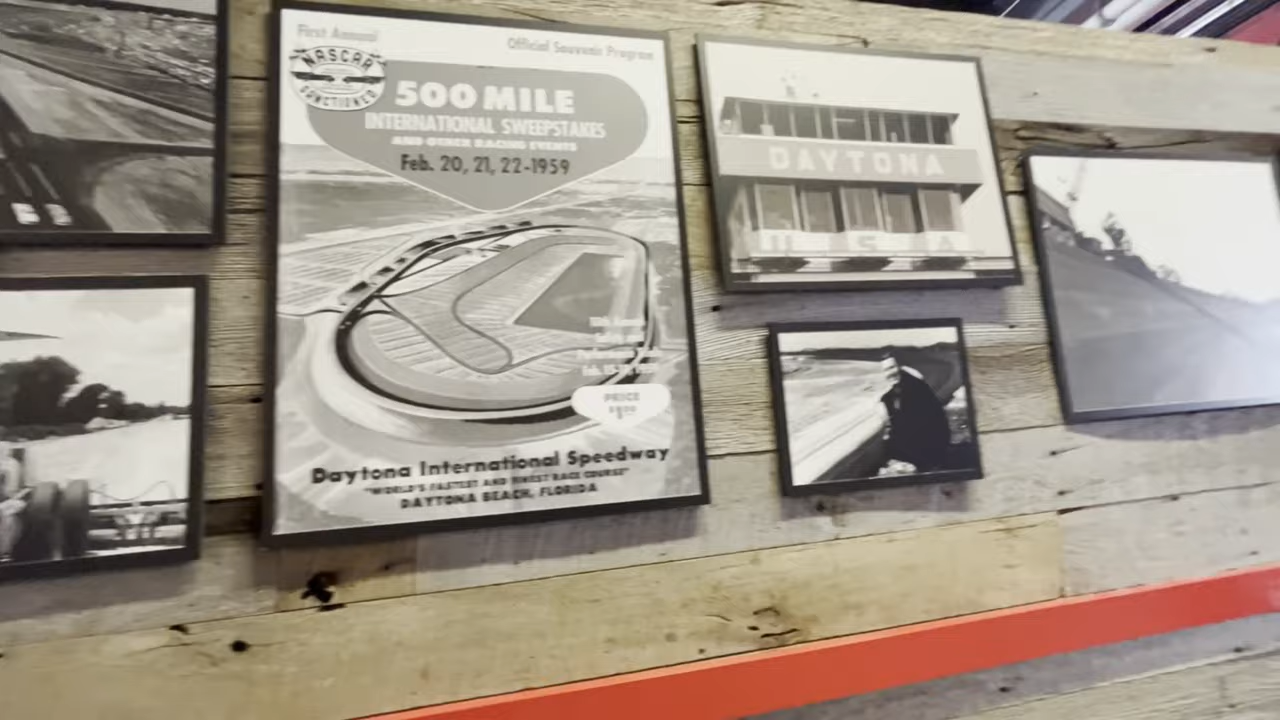 First Annual
Official Souvenir Program
NASCAR
SANCTIONED
500 MILE
INTERNATIONAL SWEEPSTAKES
AND OTHER RACING EVENTS
Feb. 20, 21, 22-1959
PRICE
Daytona International Speedway
"WORLD'S FASTEST AND FINEST RACE COURSE"
DAYTONA BEACH, FLORIDA
DAYTONA
U S A